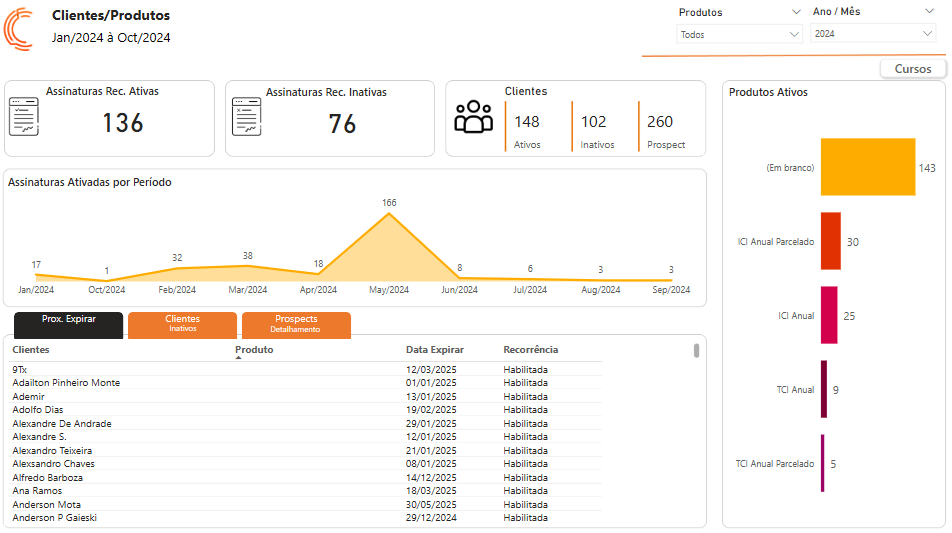 Clientes/Produtos
Jan/2024 à Oct/2024
Produtos
Todos
Ano / Mês
2024
Cursos
Assinaturas Rec. Ativas
136
Assinaturas Rec. Inativas
76
Clientes
148
Ativos
102
Inativos
260
Prospect
Assinaturas Ativadas por Período
17 1 32 38 18 166 8 6 3 3
Jan/2024 Oct/2024 Feb/2024 Mar/2024 Apr/2024 May/2024 Jun/2024 Jul/2024 Aug/2024 Sep/2024
Produtos Ativos
(Em branco) 143
ICI Anual Parcelado 30
ICI Anual 25
TCI Anual 9
TCI Anual Parcelado 5
Prox. Expirar
Clientes
Inativos
Prospects
Detalhamento
Clientes Produto Data Expirar Recorrência
9Tx 12/03/2025 Habilitada
Adailton Pinheiro Monte 01/01/2025 Habilitada
Ademir 13/01/2025 Habilitada
Adolfo Dias 19/02/2025 Habilitada
Alexandre De Andrade 29/01/2025 Habilitada
Alexandre S. 12/01/2025 Habilitada
Alexandro Teixeira 21/01/2025 Habilitada
Alexsandro Chaves 08/01/2025 Habilitada
Alfredo Barboza 14/12/2025 Habilitada
Ana Ramos 18/03/2025 Habilitada
Anderson Mota 30/05/2025 Habilitada
Anderson P Gaieski 29/12/2024 Habilitada